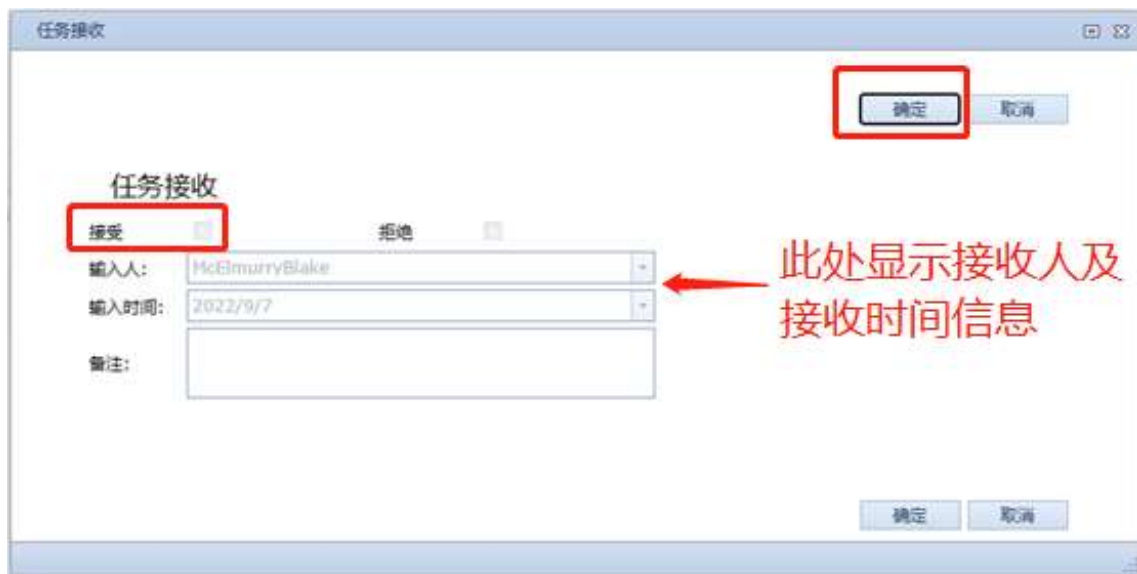 任务接收
确定 取消
任务接收
接受 拒绝
输入人: McElmurryBlake
输入时间: 2022/9/7
备注:
此处显示接收人及
接收时间信息
确定 取消